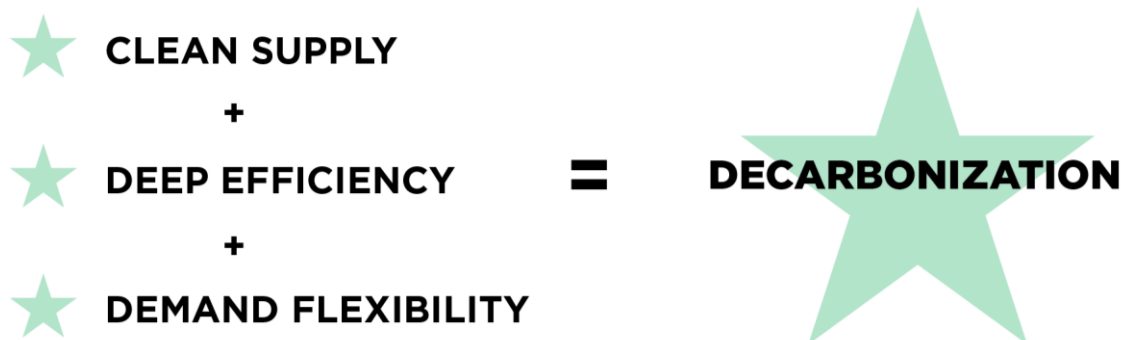 CLEAN SUPPLY
+
DEEP EFFICIENCY
+
DEMAND FLEXIBILITY
=
DECARBONIZATION